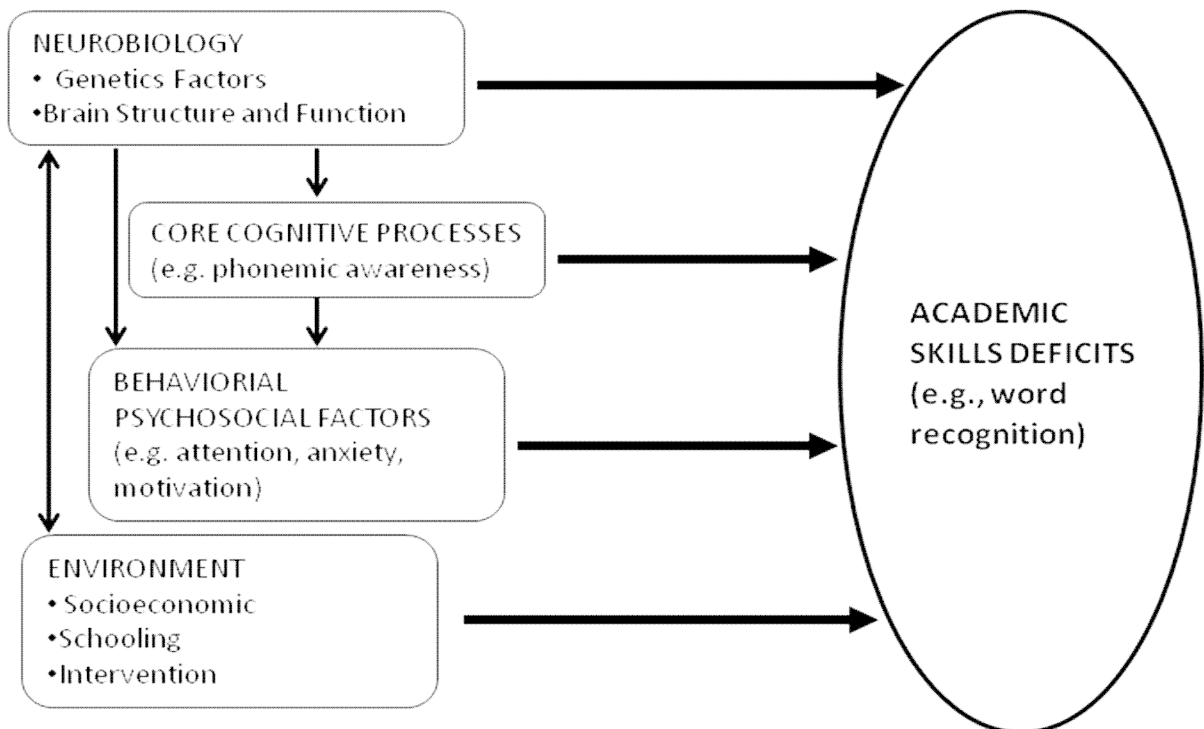 NEUROBIOLOGY
• Genetics Factors
•Brain Structure and Function
CORE COGNITIVE PROCESSES
(e.g. phonemic awareness)
BEHAVIORIAL
PSYCHOSOCIAL FACTORS
(e.g. attention, anxiety,
motivation)
ENVIRONMENT
• Socioeconomic
•Schooling
•Intervention
ACADEMIC
SKILLS DEFICITS
(e.g., word
recognition)